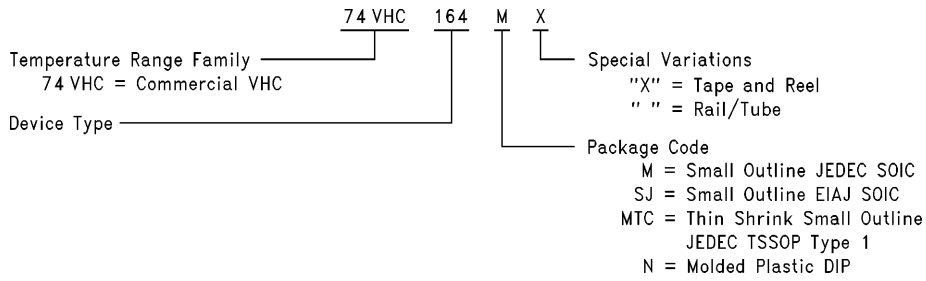 74 VHC 164 M X
Temperature Range Family
74 VHC = Commercial VHC
Device Type
Special Variations
"X" = Tape and Reel
" " = Rail/Tube
Package Code
M = Small Outline JEDEC SOIC
SJ = Small Outline EIAJ SOIC
MTC = Thin Shrink Small Outline
JEDEC TSSOP Type 1
N = Molded Plastic DIP